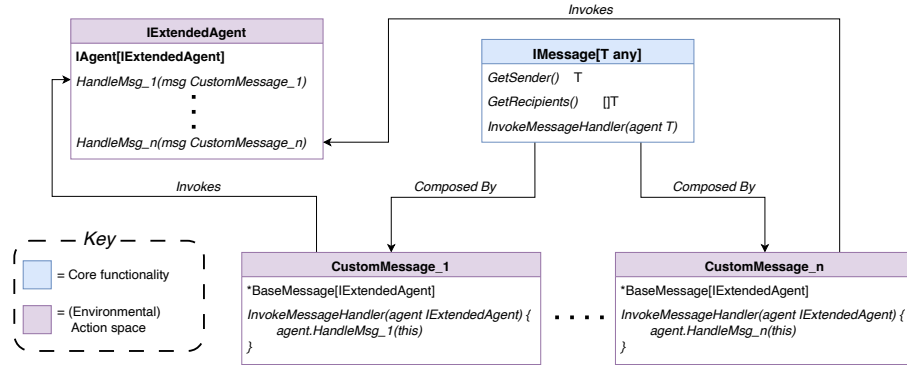 Invokes
IExtendedAgent
IAgent[IExtendedAgent]
HandleMsg_1(msg CustomMessage_1)
HandleMsg_n(msg CustomMessage_n)
IMessage[T any]
GetSender() T
GetRecipients() []T
InvokeMessageHandler(agent T)
Invokes
Composed By
Composed By
Key
= Core functionality
= (Environmental)
Action space
CustomMessage_1
*BaseMessage[IExtendedAgent]
InvokeMessageHandler(agent IExtendedAgent) {
agent.HandleMsg_1(this)
}
CustomMessage_n
*BaseMessage[IExtendedAgent]
InvokeMessageHandler(agent IExtendedAgent) {
agent.HandleMsg_n(this)
}